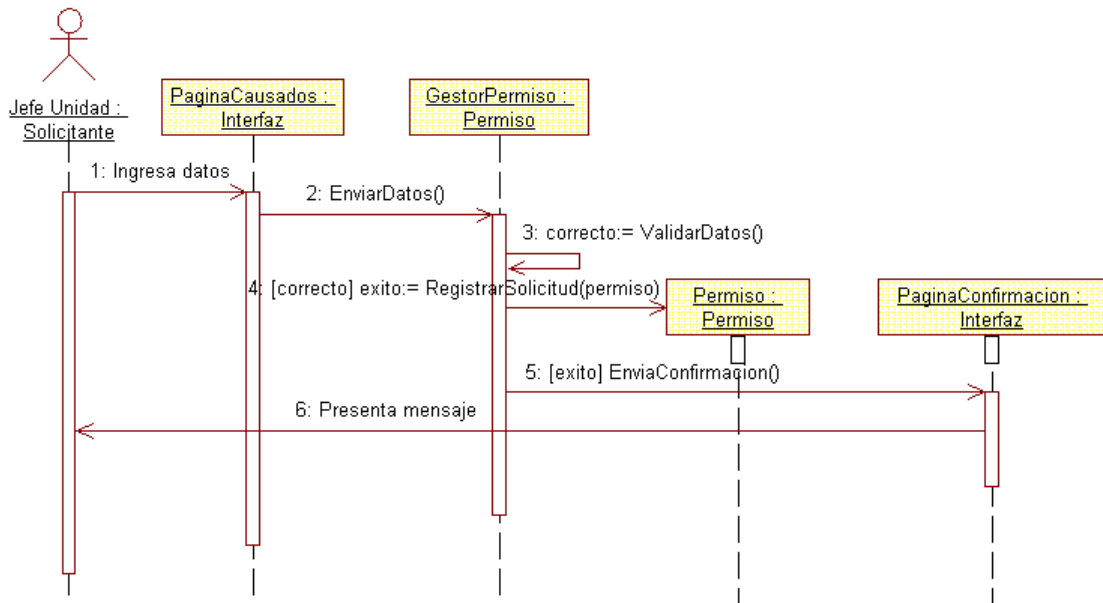 Jefe Unidad :
Solicitante
PaginaCausados :
Interfaz
GestorPermiso :
Permiso
1: Ingresa datos
2: EnviarDatos()
3: correcto:= ValidarDatos()
4: [correcto] exito:= RegistrarSolicitud(permiso)
Permiso :
Permiso
PaginaConfirmacion :
Interfaz
5: [exito] EnviaConfirmacion()
6: Presenta mensaje